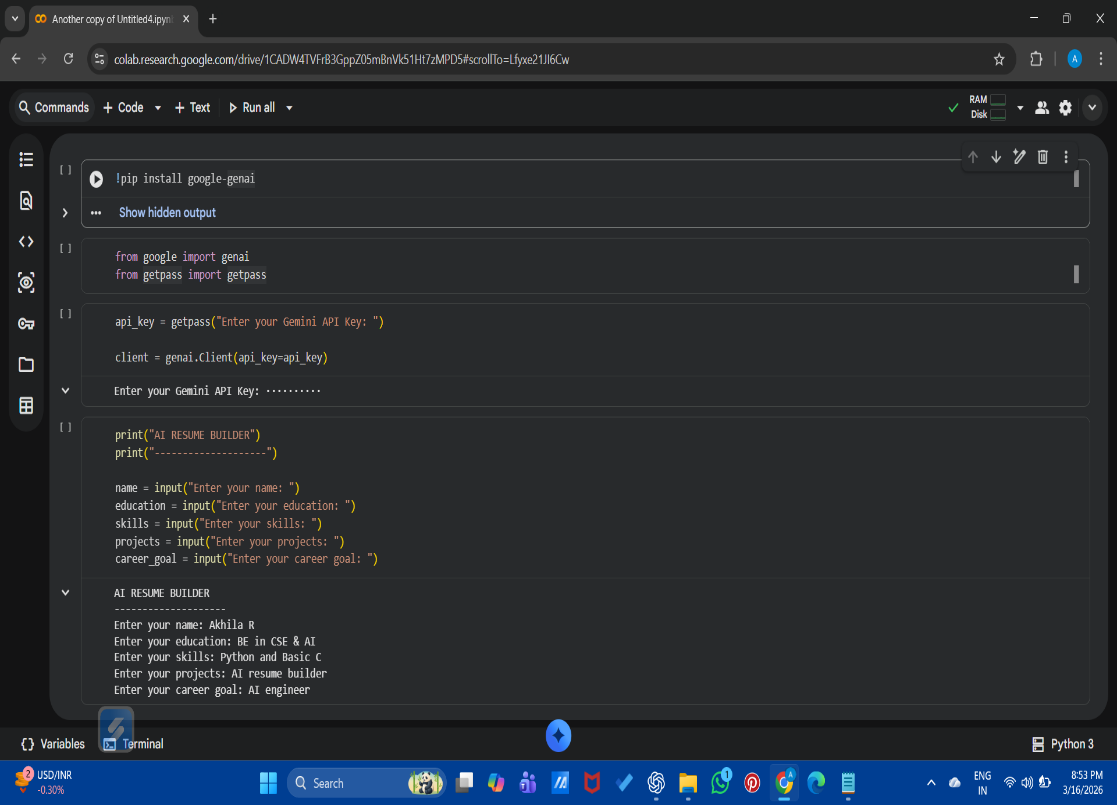 Another copy of Untitled4.ipynb
colab.research.google.com/drive/1CADW4TVFrB3GppZ05mBnVk51Ht7zMPD5#scrollTo=Lfyxe21JI6Cw
A
Commands + Code + Text Run all
RAM
Disk
[ ]
!pip install google-genai
Show hidden output
[ ]
from google import genai
from getpass import getpass
[ ]
api_key = getpass("Enter your Gemini API Key: ")
client = genai.Client(api_key=api_key)
Enter your Gemini API Key: ··········
[ ]
print("AI RESUME BUILDER")
print("--------------------")
name = input("Enter your name: ")
education = input("Enter your education: ")
skills = input("Enter your skills: ")
projects = input("Enter your projects: ")
career_goal = input("Enter your career goal: ")
AI RESUME BUILDER
--------------------
Enter your name: Akhila R
Enter your education: BE in CSE & AI
Enter your skills: Python and Basic C
Enter your projects: AI resume builder
Enter your career goal: AI engineer
{} Variables Terminal Python 3
2 USD/INR
-0.30%
Search
1
A
ENG
IN
8:53 PM
3/16/2026